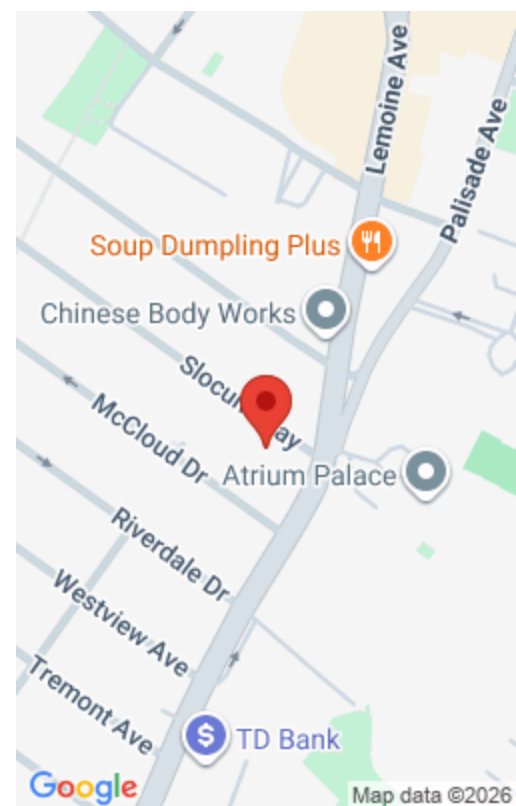 Lemoine Ave
Palisade Ave
Soup Dumpling Plus
Chinese Body Works
McCloud Dr
Atrium Palace
Riverdale Dr
Westview Ave
Tremont Ave
TD Bank
$
Google
Map data ©2026